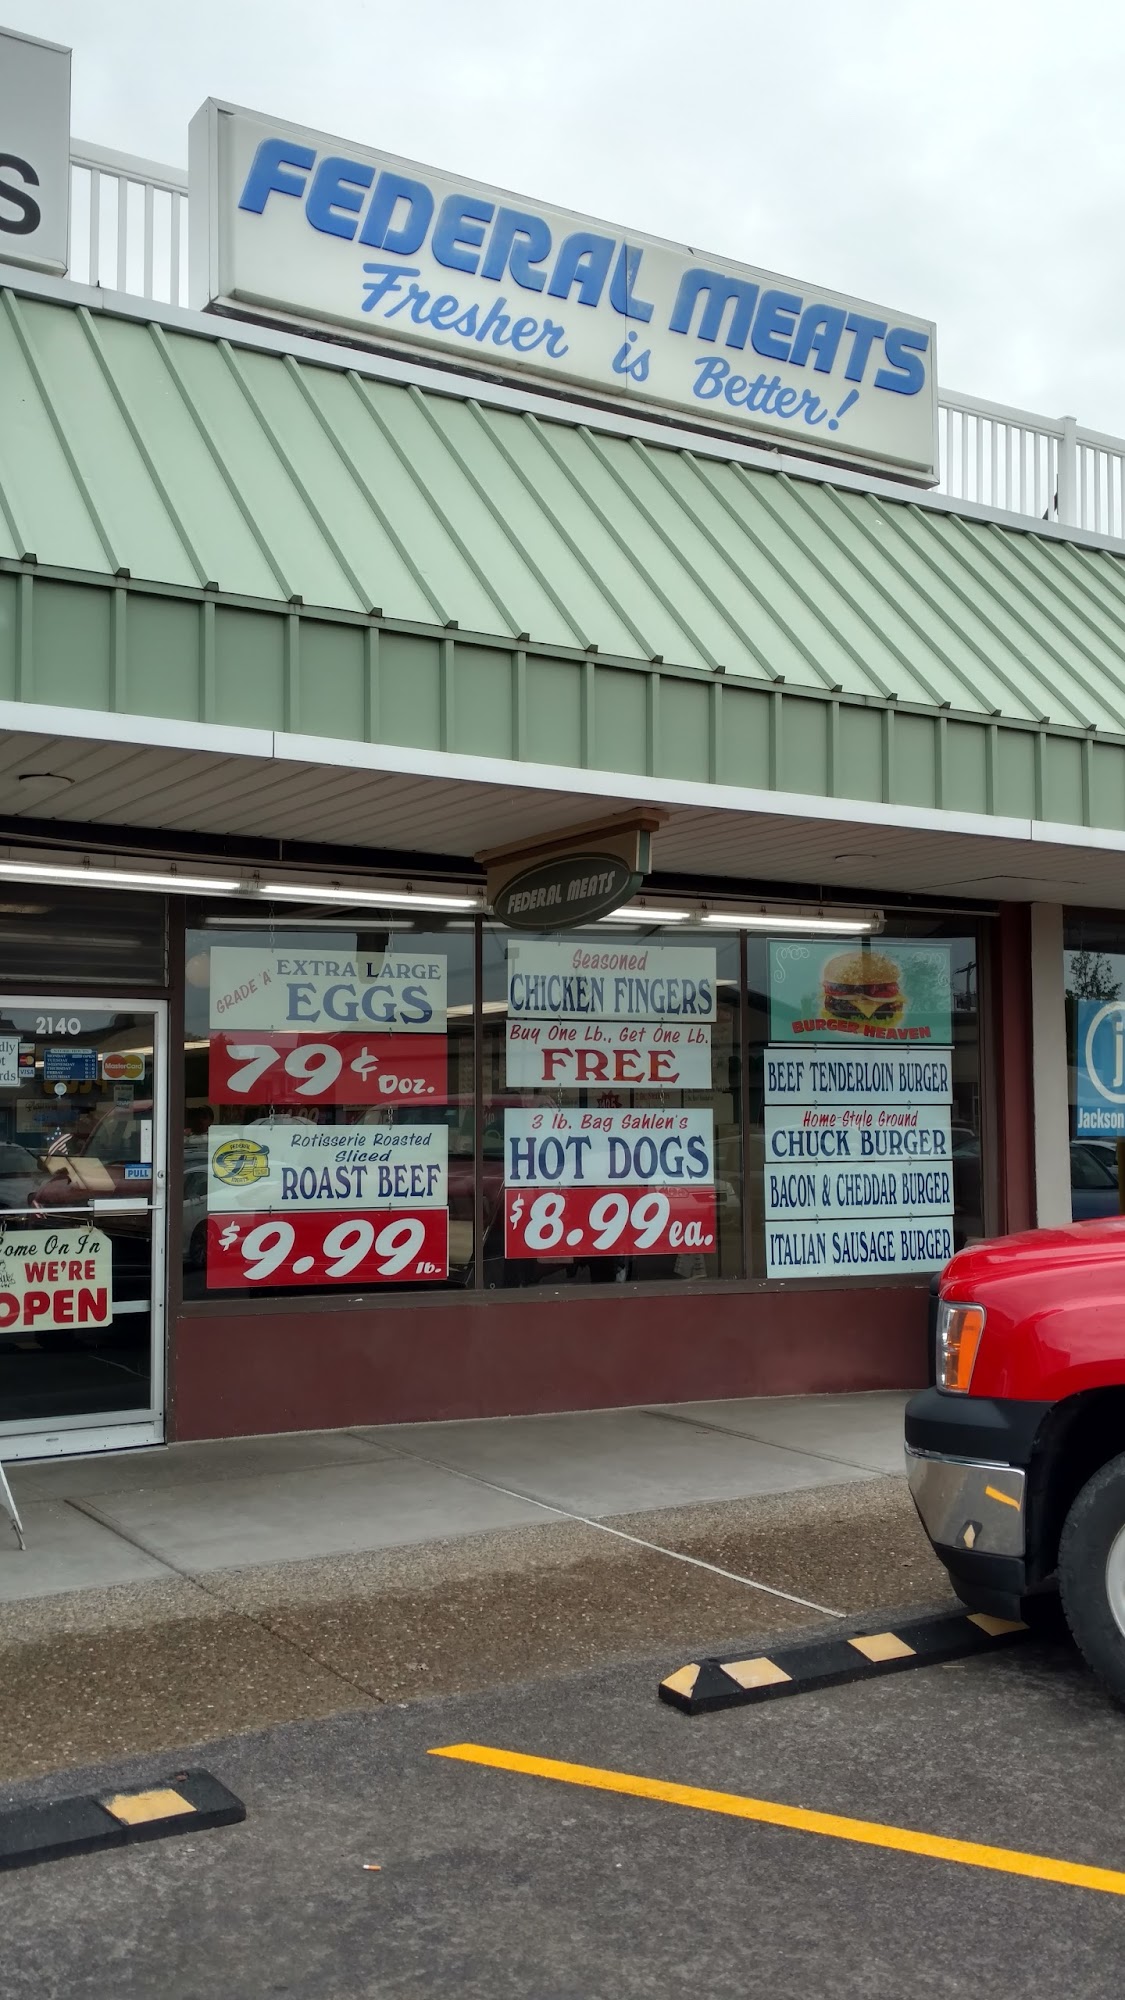 S
FEDERAL MEATS
Fresher is Better!
FEDERAL MEATS
2140
VISA
MasterCard
PULL
Come On In
WE'RE
OPEN
GRADE 'A' EXTRA LARGE
EGGS
79¢ Doz.
Rotisserie Roasted
Sliced
ROAST BEEF
$9.99 lb.
Seasoned
CHICKEN FINGERS
Buy One Lb., Get One Lb.
FREE
3 lb. Bag Sahlen's
HOT DOGS
$8.99 ea.
BURGER HEAVEN
BEEF TENDERLOIN BURGER
Home-Style Ground
CHUCK BURGER
BACON & CHEDDAR BURGER
ITALIAN SAUSAGE BURGER
j
Jackson